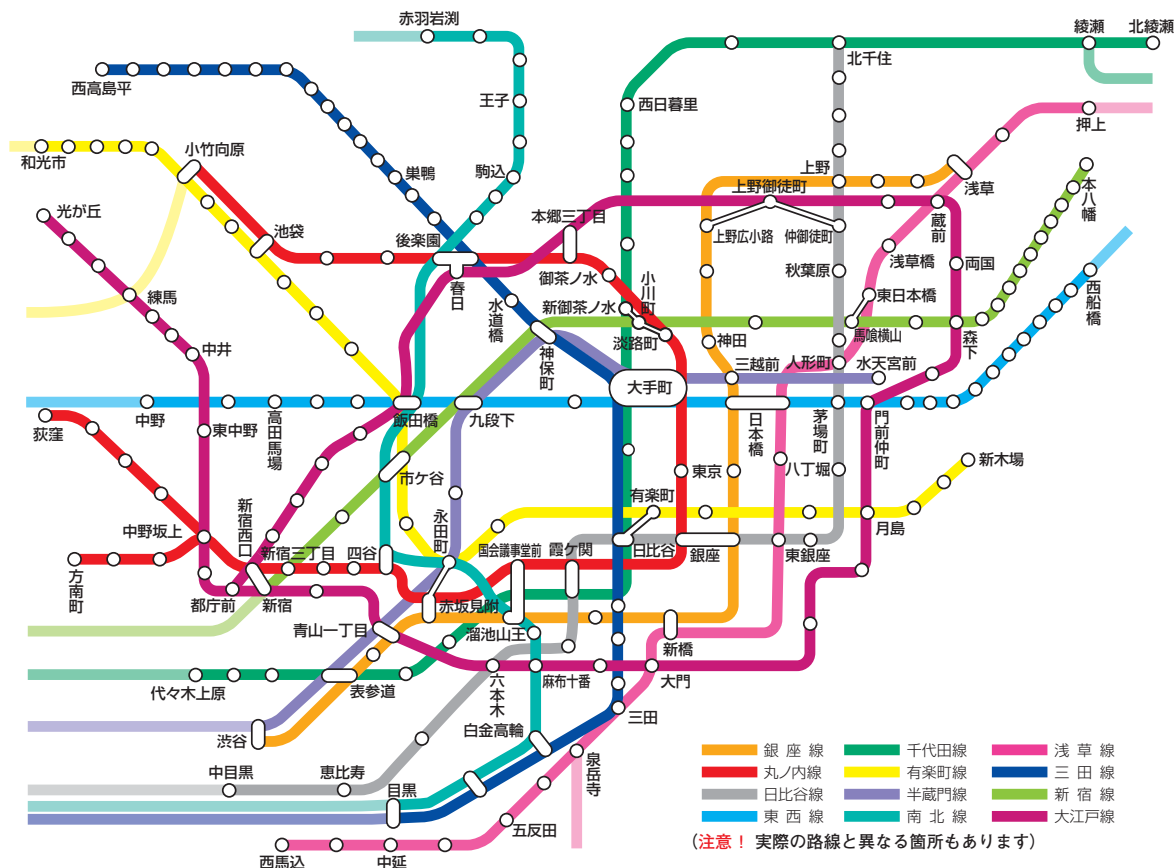 赤羽岩渕
綾瀬
北綾瀬
北千住
西高島平
王子
西日暮里
押上
和光市
小竹向原
巣鴨
駒込
上野
浅草
光が丘
上野御徒町
本八幡
本郷三丁目
蔵前
池袋
後楽園
上野広小路
仲御徒町
浅草橋
両国
春日
御茶ノ水
小川町
秋葉原
西船橋
練馬
水道橋
新御茶ノ水
東日本橋
中井
神保町
淡路町
神田
馬喰横山
森下
三越前
人形町
水天宮前
大手町
荻窪
中野
東中野
高田馬場
飯田橋
九段下
日本橋
茅場町
門前仲町
市ケ谷
東京
八丁堀
新木場
中野坂上
新宿西口
永田町
有楽町
月島
方南町
新宿三丁目
四谷
国会議事堂前
霞ケ関
日比谷
銀座
東銀座
都庁前
新宿
赤坂見附
青山一丁目
溜池山王
新橋
代々木上原
表参道
六本木
麻布十番
大門
渋谷
白金高輪
三田
泉岳寺
中目黒
恵比寿
目黒
五反田
西馬込
中延
銀座線
千代田線
浅草線
丸ノ内線
有楽町線
三田線
日比谷線
半蔵門線
新宿線
東西線
南北線
大江戸線
(注意！ 実際の路線と異なる箇所もあります)